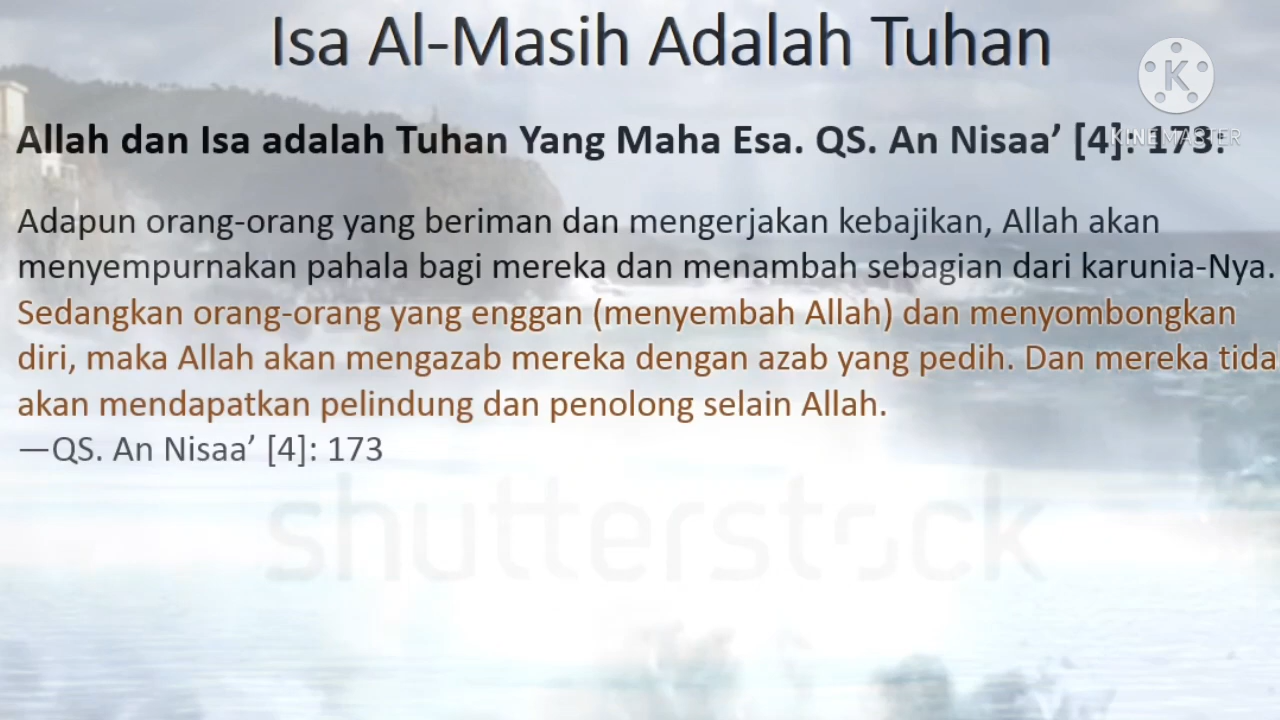 Isa Al-Masih Adalah Tuhan
K
KINEMASTER
Allah dan Isa adalah Tuhan Yang Maha Esa. QS. An Nisaa’ [4]: 173:
Adapun orang-orang yang beriman dan mengerjakan kebajikan, Allah akan
menyempurnakan pahala bagi mereka dan menambah sebagian dari karunia-Nya.
Sedangkan orang-orang yang enggan (menyembah Allah) dan menyombongkan
diri, maka Allah akan mengazab mereka dengan azab yang pedih. Dan mereka tida
akan mendapatkan pelindung dan penolong selain Allah.
—QS. An Nisaa’ [4]: 173
shutterstock